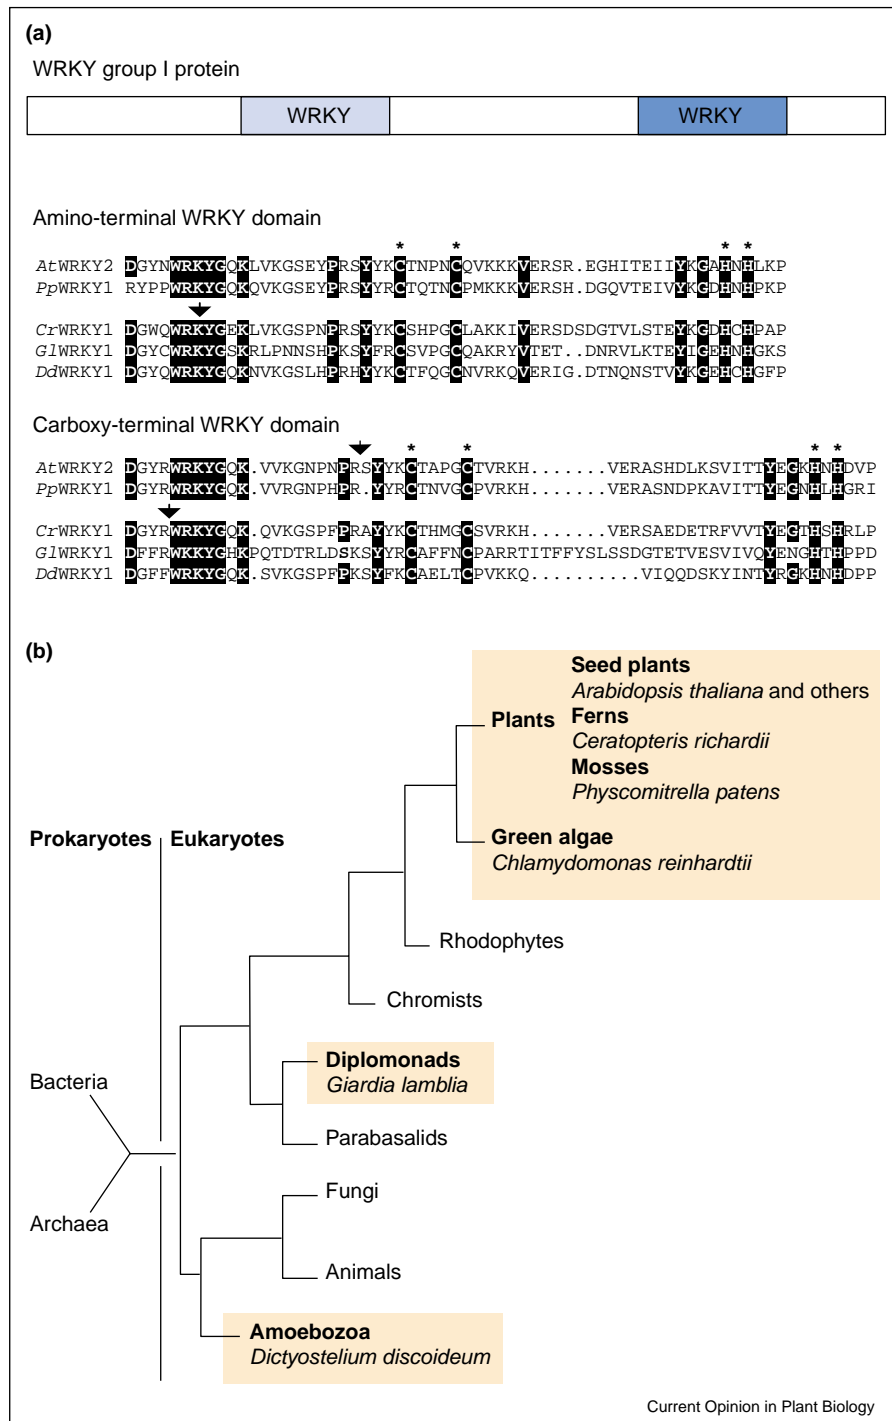 (a)
WRKY group I protein
WRKY WRKY
Amino-terminal WRKY domain
* * * *
AtWRKY2 DGYNWRKYGQKLVKGSEYPRSYYKCTNPNCQVKKKVERSR.EGHITEIIYKGAHNHLKP
PpWRKY1 RYPPWRKYGQKQVKGSEYPRSYYRCTQTNCPMKKKVERSH.DGQVTEIVYKGEHNHPKP
CrWRKY1 DGWQWRKYGEKLVKGSPNPRSYYKCSHPGCLAKKIVERSDSDGTVLSTEYKGDHCHPAP
GlWRKY1 DGYCWRKYGSKRLPNNSHPKSYFRCSVPGCQAKRYVTET..DNRVLKTEYIGEHNHGKS
DdWRKY1 DGYQWRKYGQKNVKGSLHPRHYYKCTFQGCNVRKQVERIG.DTNQNSTVYKGEHCHGFP
Carboxy-terminal WRKY domain
* * * *
AtWRKY2 DGYRWRKYGQK.VVKGNPNPRSYYKCTAPGCTVRKH.......VERASHDLKSVITTYEGKHNHDVP
PpWRKY1 DGYRWRKYGQK.VVRGNPHPR.YYRCTNVGCPVRKH.......VERASNDPKAVITTYEGNHLHGRI
CrWRKY1 DGYRWRKYGQK.QVKGSPFPRAYYKCTHMGCSVRKH.......VERSAEDETRFVVTYEGTHSHRLP
GlWRKY1 DFFRWKKYGHKPQTDTRLDSKSYYRCAFFNCPARRTITFFYSLSSDGTETVESVIVQYENGHTHPPD
DdWRKY1 DGFFWRKYGQK.SVKGSPFPKSYFKCAELTCPVKKQ..........VIQQDSKYINTYRGKHNHDPP
(b)
Seed plants
Arabidopsis thaliana and others
Plants Ferns
Ceratopteris richardii
Mosses
Physcomitrella patens
Prokaryotes Eukaryotes
Green algae
Chlamydomonas reinhardtii
Rhodophytes
Chromists
Diplomonads
Giardia lamblia
Bacteria
Parabasalids
Fungi
Archaea
Animals
Amoebozoa
Dictyostelium discoideum
Current Opinion in Plant Biology